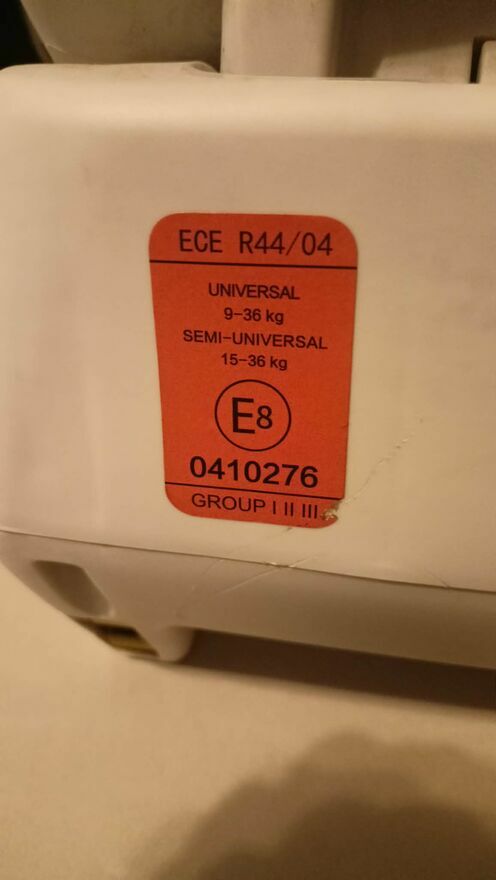 ECE R44/04
UNIVERSAL
9-36 kg
SEMI-UNIVERSAL
15-36 kg
E8
0410276
GROUP I II III